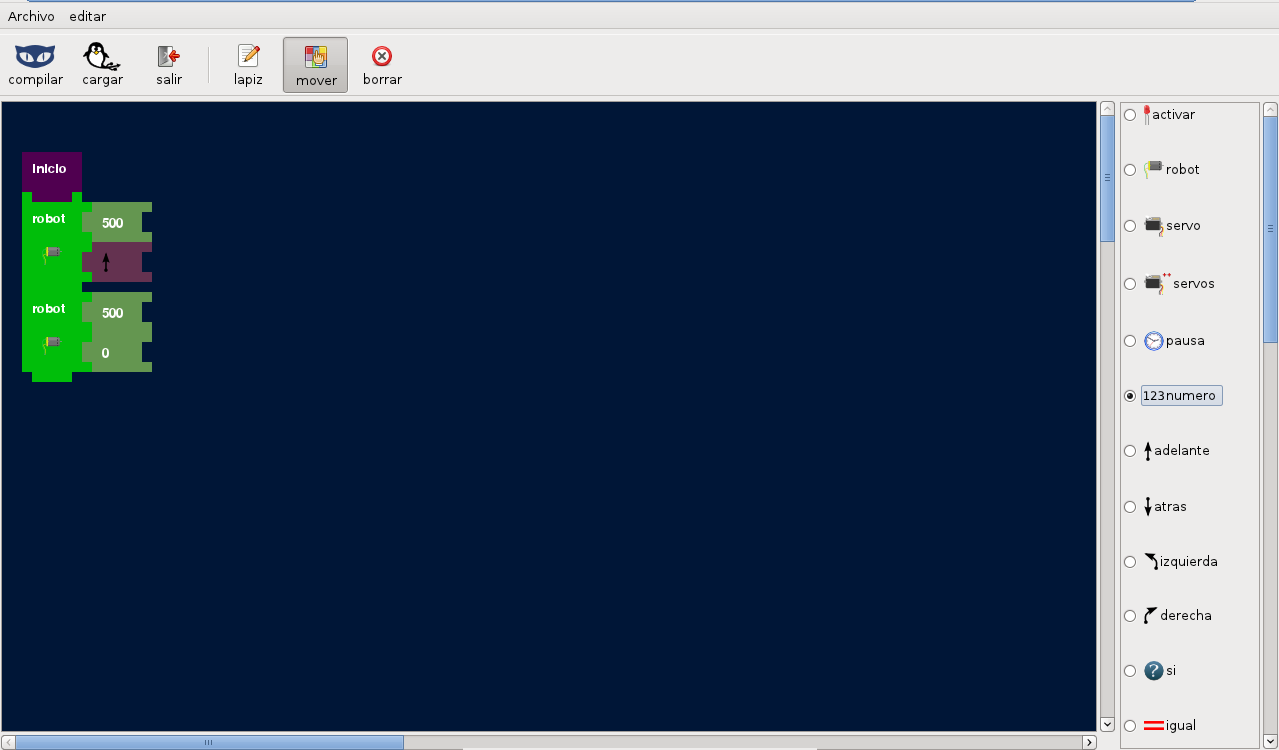 Archivo editar
compilar cargar salir lapiz mover borrar
inicio
robot 500
robot 500
0
activar
robot
servo
servos
pausa
123numero
adelante
atras
izquierda
derecha
? si
igual